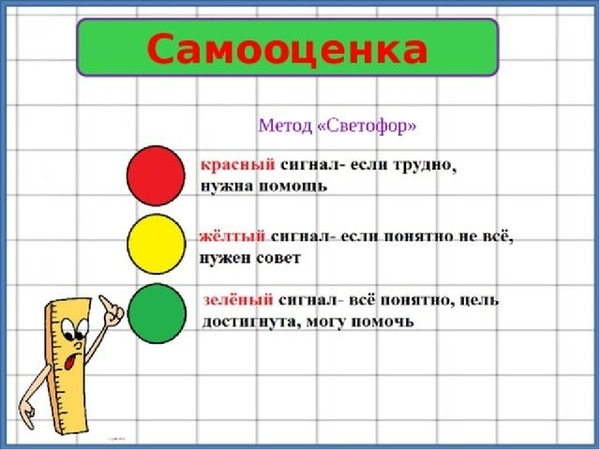 Самооценка
Метод «Светофор»
красный сигнал- если трудно,
нужна помощь
жёлтый сигнал- если понятно не всё,
нужен совет
зелёный сигнал- всё понятно, цель
достигнута, могу помочь